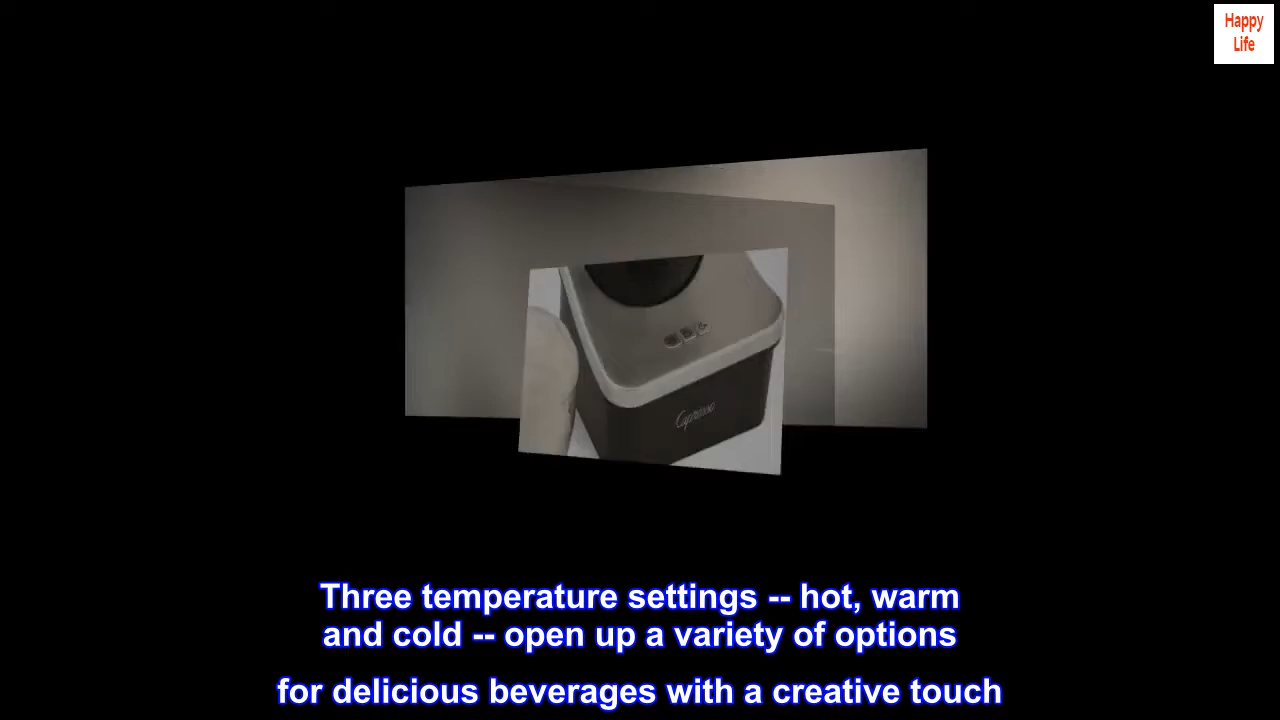 Happy
Life
Capresso
Three temperature settings -- hot, warm
and cold -- open up a variety of options
for delicious beverages with a creative touch